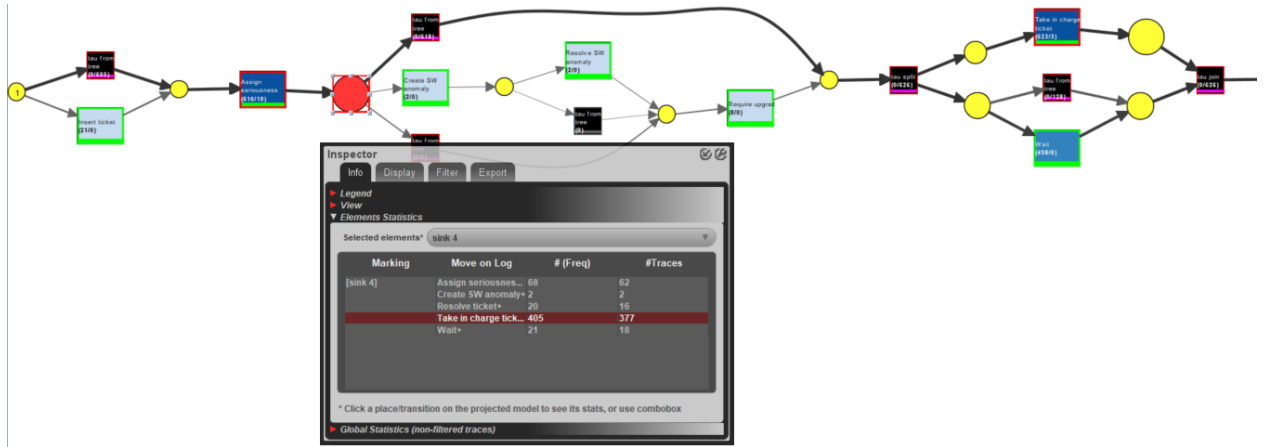 tau from
tree
(0/618)
Take in charge
ticket
(623/3)
Resolve SW
anomaly
(2/0)
tau from
tree
(0/605)
Assign
seriousness
(616/10)
Create SW
anomaly
(2/0)
tau split
(0/626)
tau from
tree
(0/128)
tau join
(0/626)
1
Insert ticket
(21/0)
tau from
tree
(0)
Require upgrad
(8/0)
Wait
(498/0)
tau from
tree
Inspector
Info Display Filter Export
Legend
View
Elements Statistics
Selected elements* sink 4
Marking Move on Log # (Freq) #Traces
[sink 4] Assign seriousnes... 68 62
Create SW anomaly+ 2 2
Resolve ticket+ 20 16
Take in charge tick... 405 377
Wait+ 21 18
* Click a place/transition on the projected model to see its stats, or use combobox
Global Statistics (non-filtered traces)